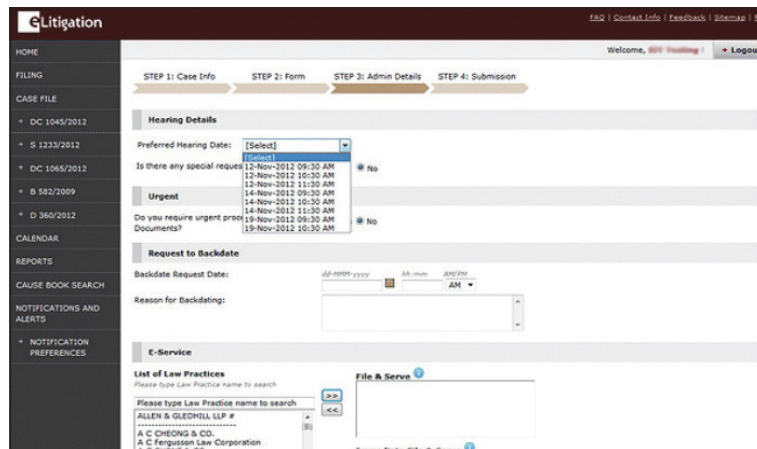 eLitigation
FAQ | Contact Info | Feedback | Sitemap |
Welcome,
Logou
HOME
FILING
CASE FILE
DC 1045/2012
S 1233/2012
DC 1065/2012
B 582/2009
D 360/2012
CALENDAR
REPORTS
CAUSE BOOK SEARCH
NOTIFICATIONS AND
ALERTS
NOTIFICATION
PREFERENCES
STEP 1: Case Info STEP 2: Form STEP 3: Admin Details STEP 4: Submission
Hearing Details
Preferred Hearing Date: [Select]
[Select]
Is there any special reques No
12-Nov-2012 09:30 AM
12-Nov-2012 10:30 AM
12-Nov-2012 11:30 AM
14-Nov-2012 09:30 AM
14-Nov-2012 10:30 AM
14-Nov-2012 11:30 AM
19-Nov-2012 09:30 AM
19-Nov-2012 10:30 AM
Urgent
Do you require urgent proc No
Documents?
Request to Backdate
Backdate Request Date: dd-MMM-yyyy hh:mm AM/PM
AM
Reason for Backdating:
E-Service
List of Law Practices
Please type Law Practice name to search
Please type Law Practice name to search
ALLEN & GLEDHILL LLP #
----------------------------
A C CHEONG & CO.
A C Fergusson Law Corporation
>>
<<
File & Serve